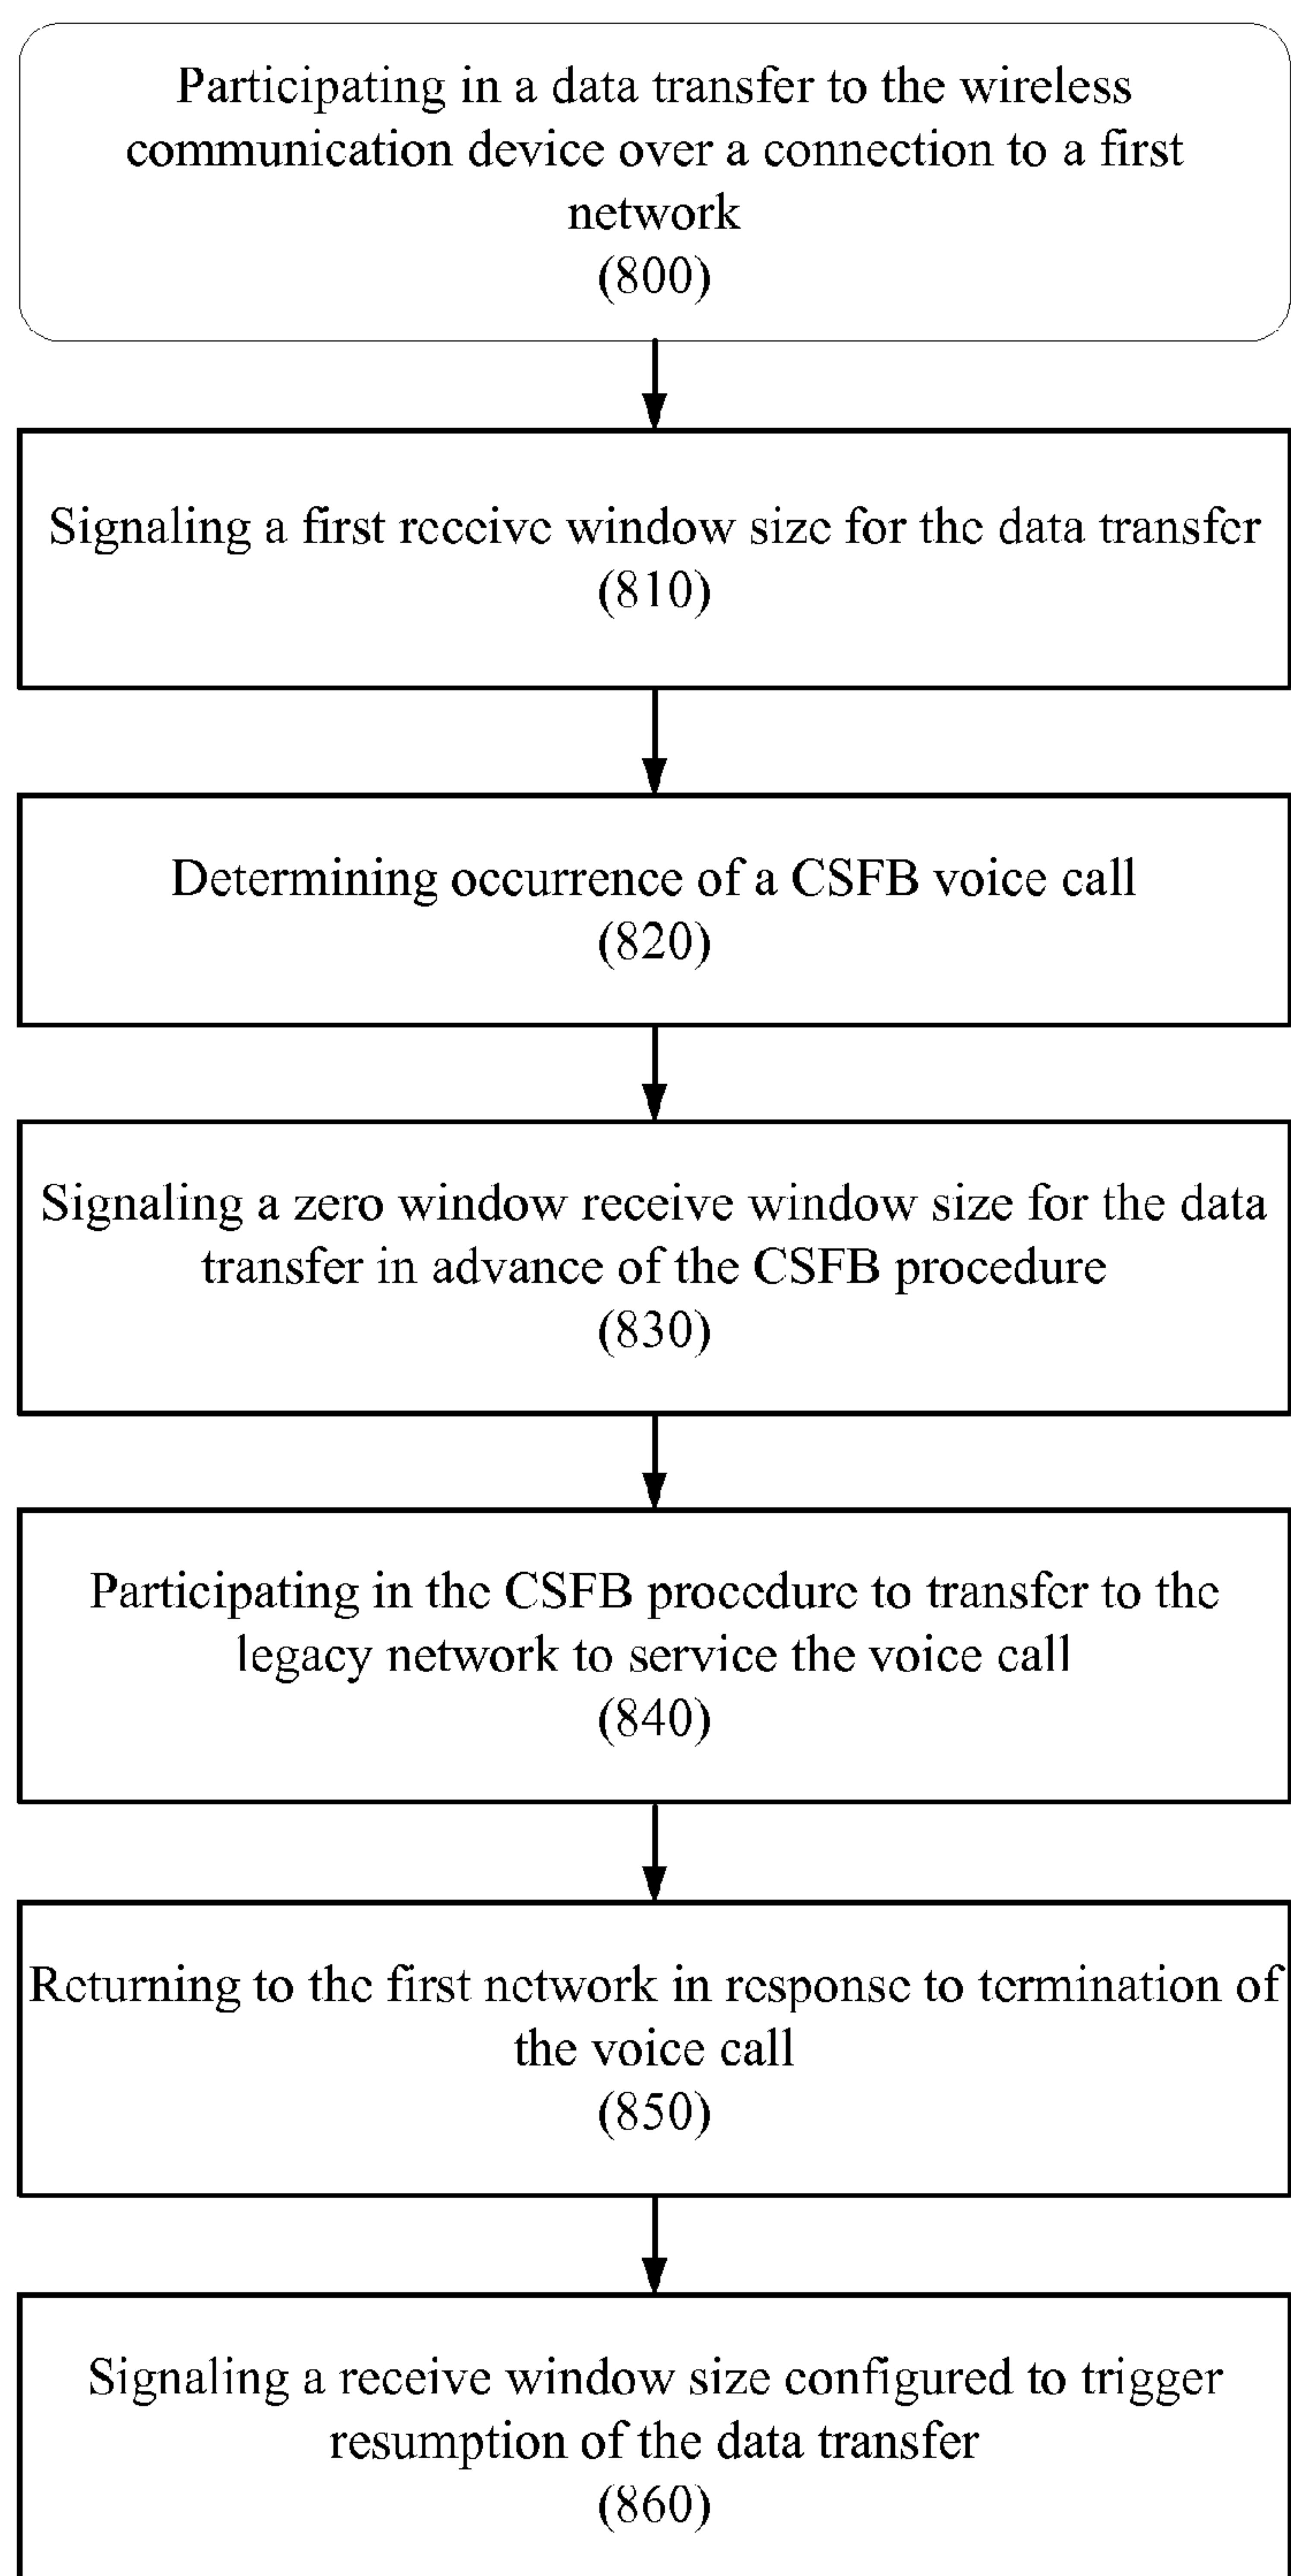 Participating in a data transfer to the wireless
communication device over a connection to a first
network
(800)
Signaling a first receive window size for the data transfer
(810)
Determining occurrence of a CSFB voice call
(820)
Signaling a zero window receive window size for the data
transfer in advance of the CSFB procedure
(830)
Participating in the CSFB procedure to transfer to the
legacy network to service the voice call
(840)
Returning to the first network in response to termination of
the voice call
(850)
Signaling a receive window size configured to trigger
resumption of the data transfer
(860)